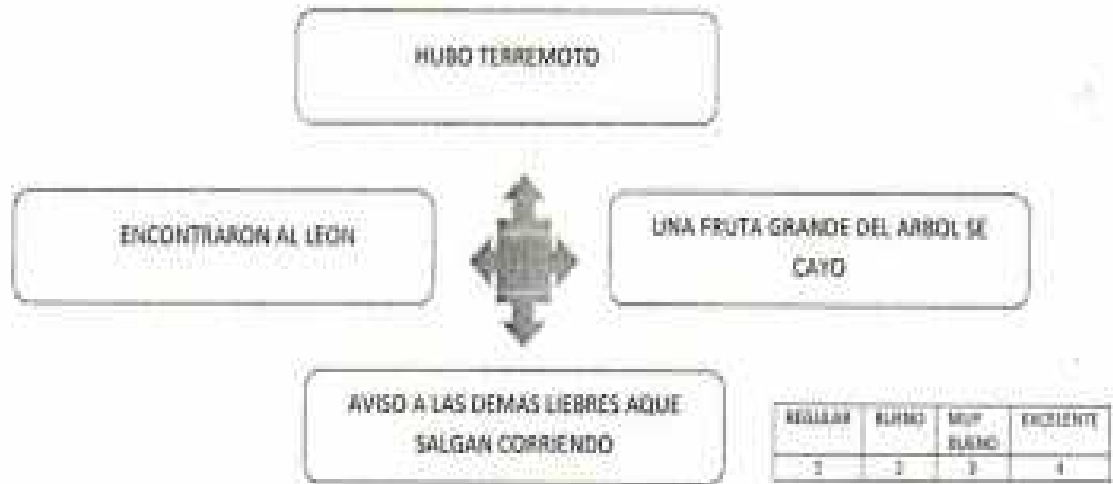 HUBO TERREMOTO
ENCONTRARON AL LEON
UNA FRUTA GRANDE DEL ARBOL SE
CAYO
AVISO A LAS DEMAS LIEBRES AQUE
SALGAN CORRIENDO
REGULAR BUENO MUY BUENO EXCELENTE
1 2 3 4